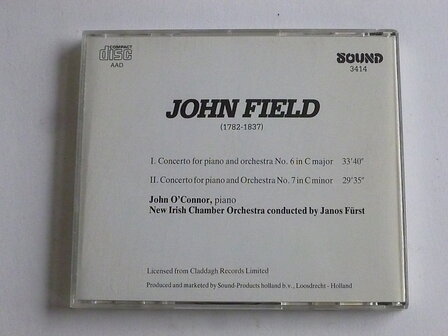 COMPACT
disc
AAD
SOUND
3414
JOHN FIELD
(1782-1837)
I. Concerto for piano and orchestra No. 6 in C major 33'40"
II. Concerto for piano and Orchestra No. 7 in C minor 29'35"
John O'Connor, piano
New Irish Chamber Orchestra conducted by Janos Fürst
Licensed from Claddagh Records Limited
Produced and marketed by Sound-Products holland b.v., Loosdrecht - Holland